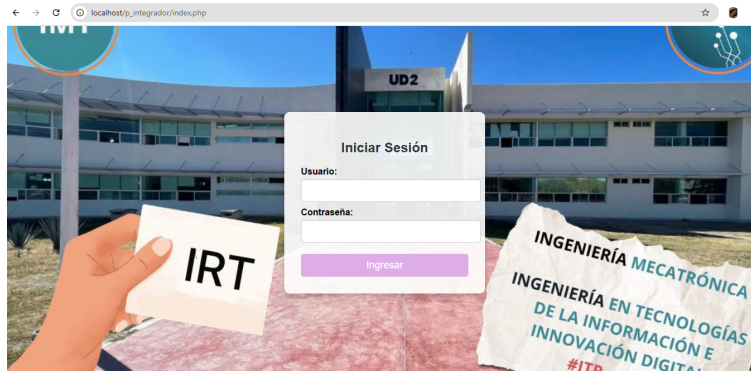 localhost/p_integrador/index.php
IMT
UD2
Iniciar Sesión
Usuario:
Contraseña:
Ingresar
IRT
INGENIERÍA MECATRÓNICA
INGENIERÍA EN TECNOLOGÍAS
DE LA INFORMACIÓN E
INNOVACIÓN DIGITAL